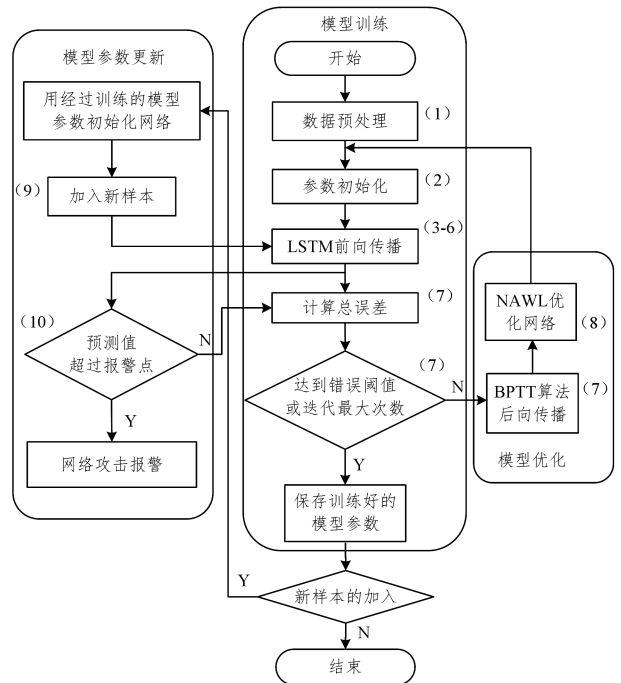 模型训练
开始
模型参数更新
用经过训练的模型
参数初始化网络
数据预处理
(1)
参数初始化
(2)
(9)
加入新样本
LSTM前向传播
(3-6)
计算总误差
(7)
(10)
预测值
超过报警点
N
Y
网络攻击报警
达到错误阈值
或迭代最大次数
(7)
N
Y
NAWL优
化网络
(8)
BPTT算法
后向传播
(7)
模型优化
保存训练好的
模型参数
新样本的加入
Y
N
结束